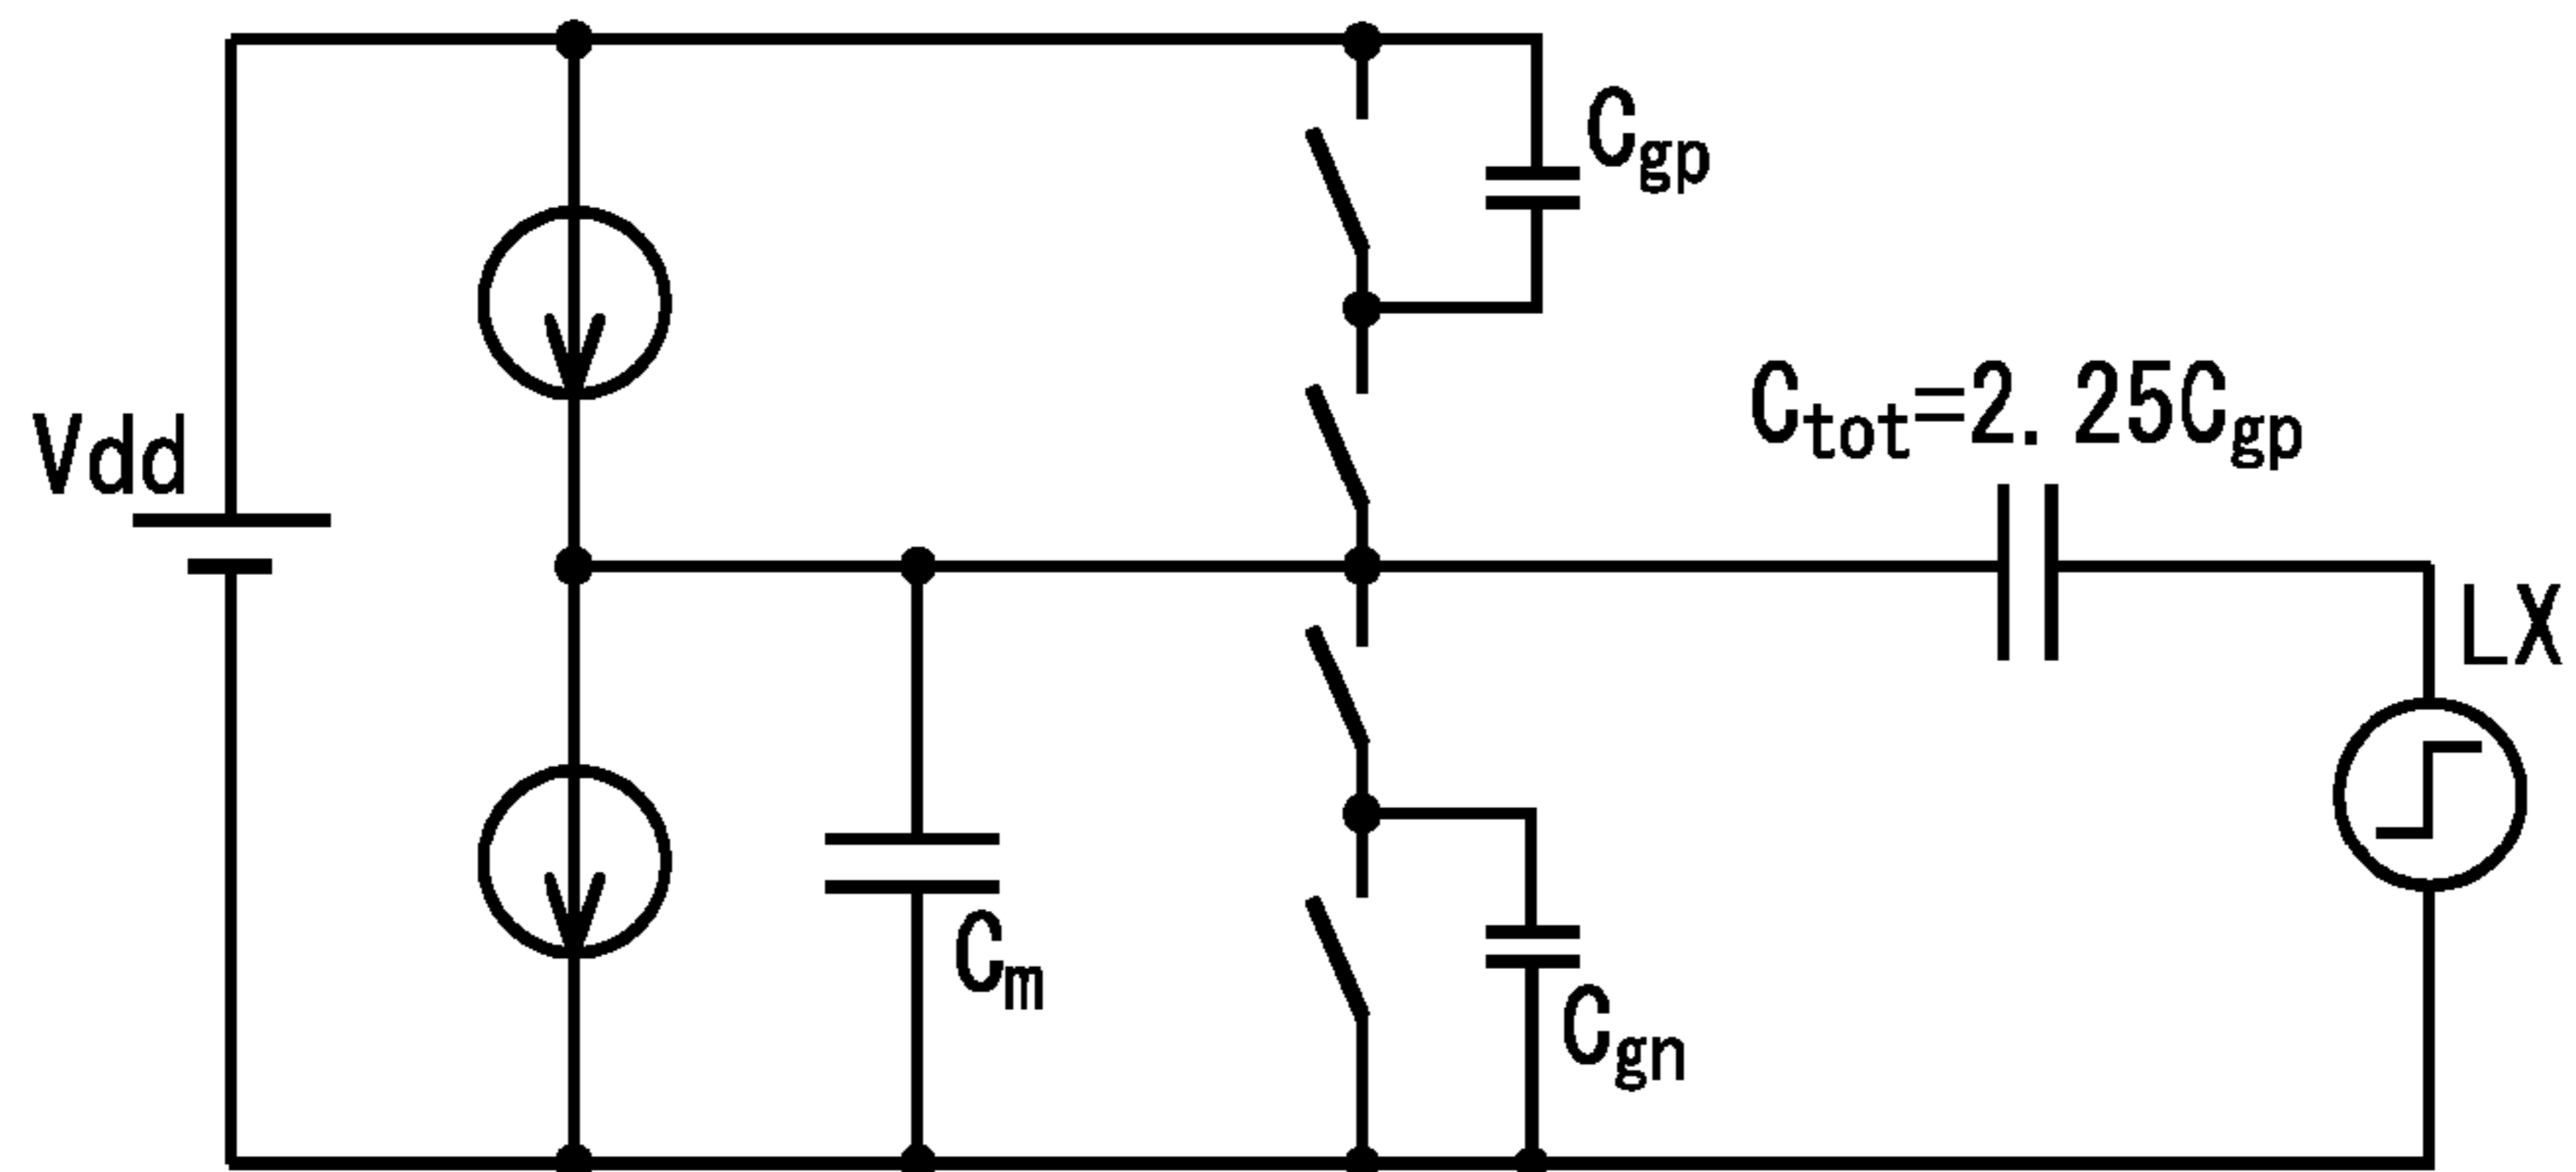 Cgp
Vdd
Ctot=2.25Cgp
LX
Cm
Cgn